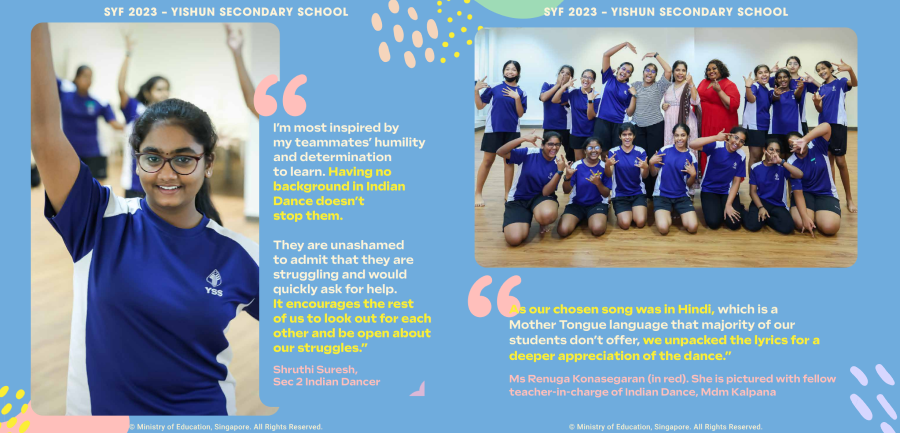 SYF 2023 – YISHUN SECONDARY SCHOOL
I'm most inspired by
my teammates' humility
and determination
to learn. Having no
background in Indian
Dance doesn't
stop them.
They are unashamed
to admit that they are
struggling and would
quickly ask for help.
It encourages the rest
of us to look out for each
other and be open about
our struggles.”
Shruthi Suresh,
Sec 2 Indian Dancer
YSS
© Ministry of Education, Singapore. All Rights Reserved.
SYF 2023 – YISHUN SECONDARY SCHOOL
As our chosen song was in Hindi, which is a
Mother Tongue language that majority of our
students don't offer, we unpacked the lyrics for a
deeper appreciation of the dance.”
Ms Renuga Konasegaran (in red). She is pictured with fellow
teacher-in-charge of Indian Dance, Mdm Kalpana
© Ministry of Education, Singapore. All Rights Reserved.